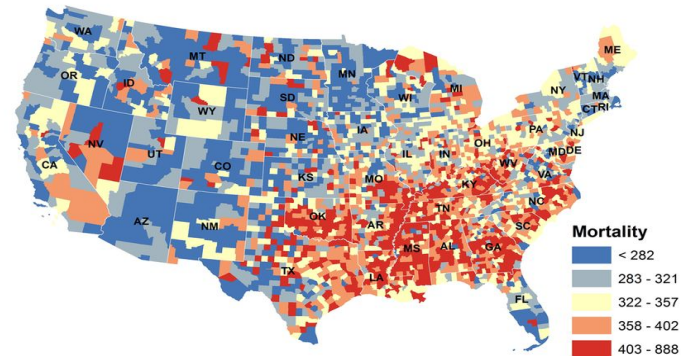 WA
MT
ND
MN
ME
OR
ID
SD
WI
MI
NY
VT
NH
MA
CT
RI
WY
NE
IA
PA
NJ
NV
UT
CO
IL
IN
OH
WV
MD
DE
VA
CA
KS
MO
KY
AZ
NM
OK
AR
TN
NC
SC
MS
AL
GA
TX
LA
FL
Mortality
< 282
283 - 321
322 - 357
358 - 402
403 - 888